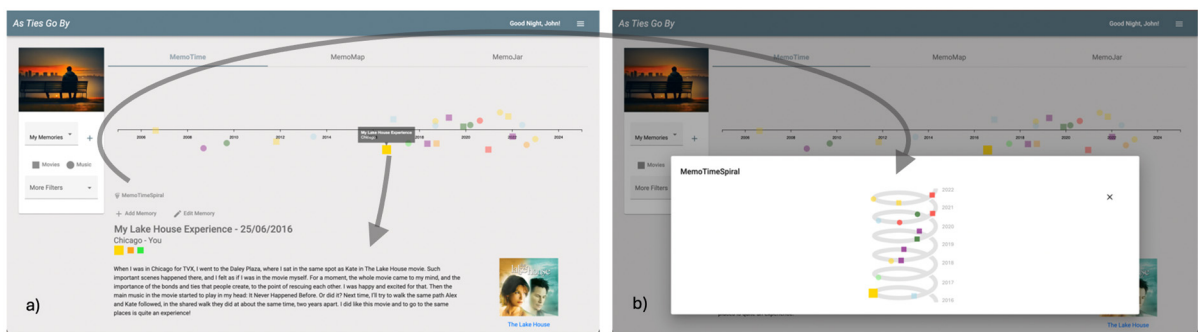 As Ties Go By
Good Night, John!
MemoTime
MemoMap
MemoJar
My Memories
+
Movies
Music
More Filters
2006
2008
2010
2012
2014
2018
2020
2022
2024
My Lake House Experience
Chicago
MemoTimeSpiral
+ Add Memory
Edit Memory
My Lake House Experience - 25/06/2016
Chicago - You
When I was in Chicago for TVX, I went to the Daley Plaza, where I sat in the same spot as Kate in The Lake House movie. Such
important scenes happened there, and I felt as if I was in the movie myself. For a moment, the whole movie came to my mind, and the
importance of the bonds and ties that people create, to the point of rescuing each other. I was happy and excited for that. Then the
main music in the movie started to play in my head: It Never Happened Before. Or did it? Next time, I'll try to walk the same path Alex
and Kate followed, in the shared walk they did at about the same time, two years apart. I did like this movie and to go to the same
places is quite an experience!
The Lake House
a)
As Ties Go By
Good Night, John!
MemoTime
MemoMap
MemoJar
My Memories
+
Movies
More Filters
2006
2008
2010
2012
2014
2016
2018
2020
2022
2024
MemoTimeSpiral
2022
2021
2020
2019
2018
2017
2016
The Lake House
b)